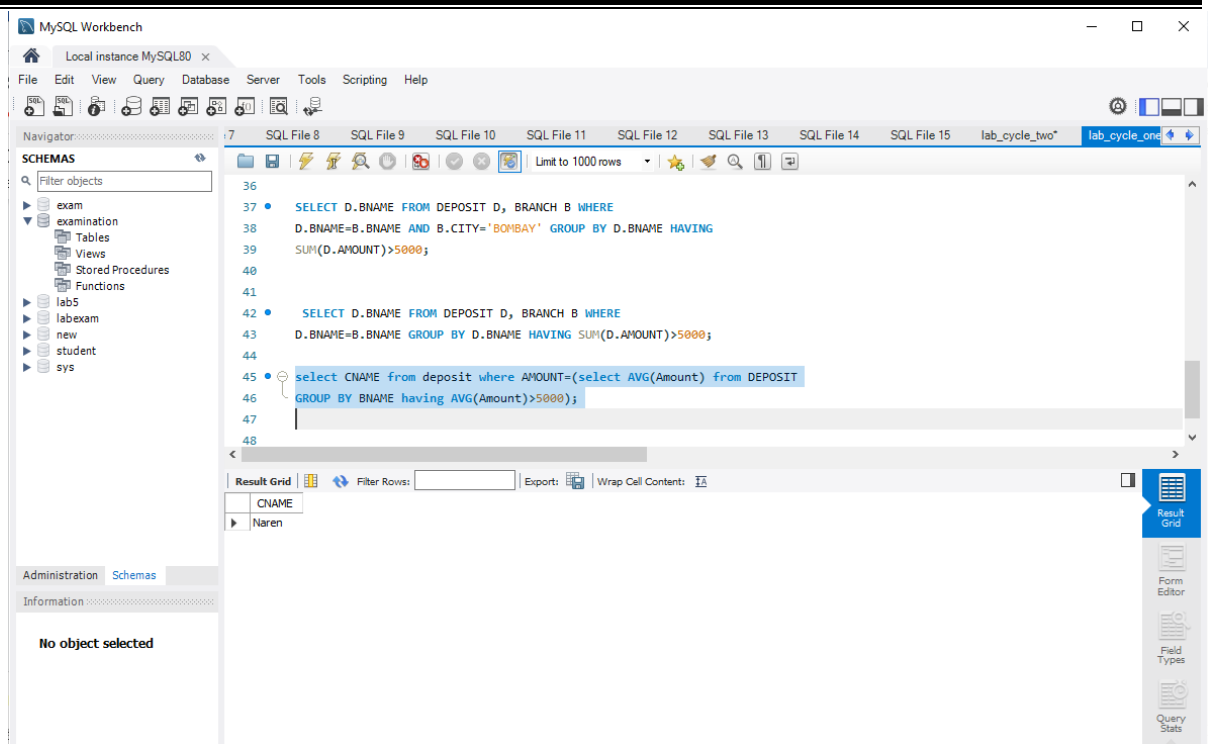 MySQL Workbench
Local instance MySQL80 ×
File Edit View Query Database Server Tools Scripting Help
Navigator
SCHEMAS
Filter objects
exam
examination
Tables
Views
Stored Procedures
Functions
lab5
labexam
new
student
sys
Administration Schemas
Information
No object selected
7 SQL File 8 SQL File 9 SQL File 10 SQL File 11 SQL File 12 SQL File 13 SQL File 14 SQL File 15 lab_cycle_two* lab_cycle_one
Limit to 1000 rows
36
37 SELECT D.BNAME FROM DEPOSIT D, BRANCH B WHERE
38 D.BNAME=B.BNAME AND B.CITY='BOMBAY' GROUP BY D.BNAME HAVING
39 SUM(D.AMOUNT)>5000;
40
41
42 SELECT D.BNAME FROM DEPOSIT D, BRANCH B WHERE
43 D.BNAME=B.BNAME GROUP BY D.BNAME HAVING SUM(D.AMOUNT)>5000;
44
45 select CNAME from deposit where AMOUNT=(select AVG(Amount) from DEPOSIT
46 GROUP BY BNAME having AVG(Amount)>5000);
47
48
Result Grid Filter Rows: Export: Wrap Cell Content: IA
CNAME
Naren
Result
Grid
Form
Editor
Field
Types
Query
Stats